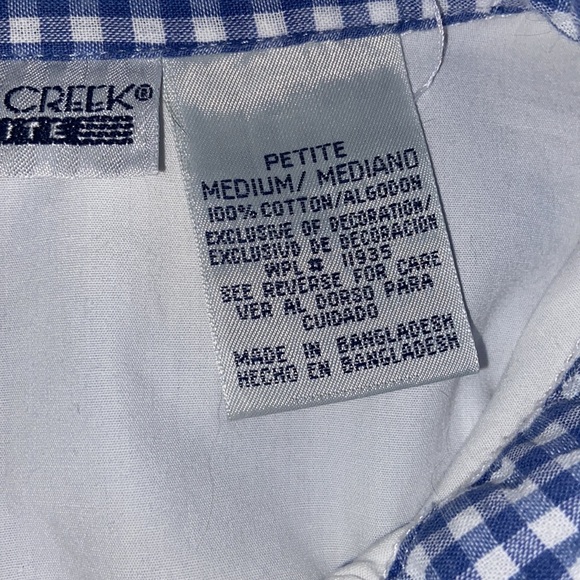 CREEK®
ITE
PETITE
MEDIUM/ MEDIANO
100% COTTON/ALGODON
EXCLUSIVE OF DECORATION/
EXCLUSIVO DE DECORACION
WPL # 11935
SEE REVERSE FOR CARE
VER AL DORSO PARA
CUIDADO
MADE IN BANGLADESH
HECHO EN BANGLADESH